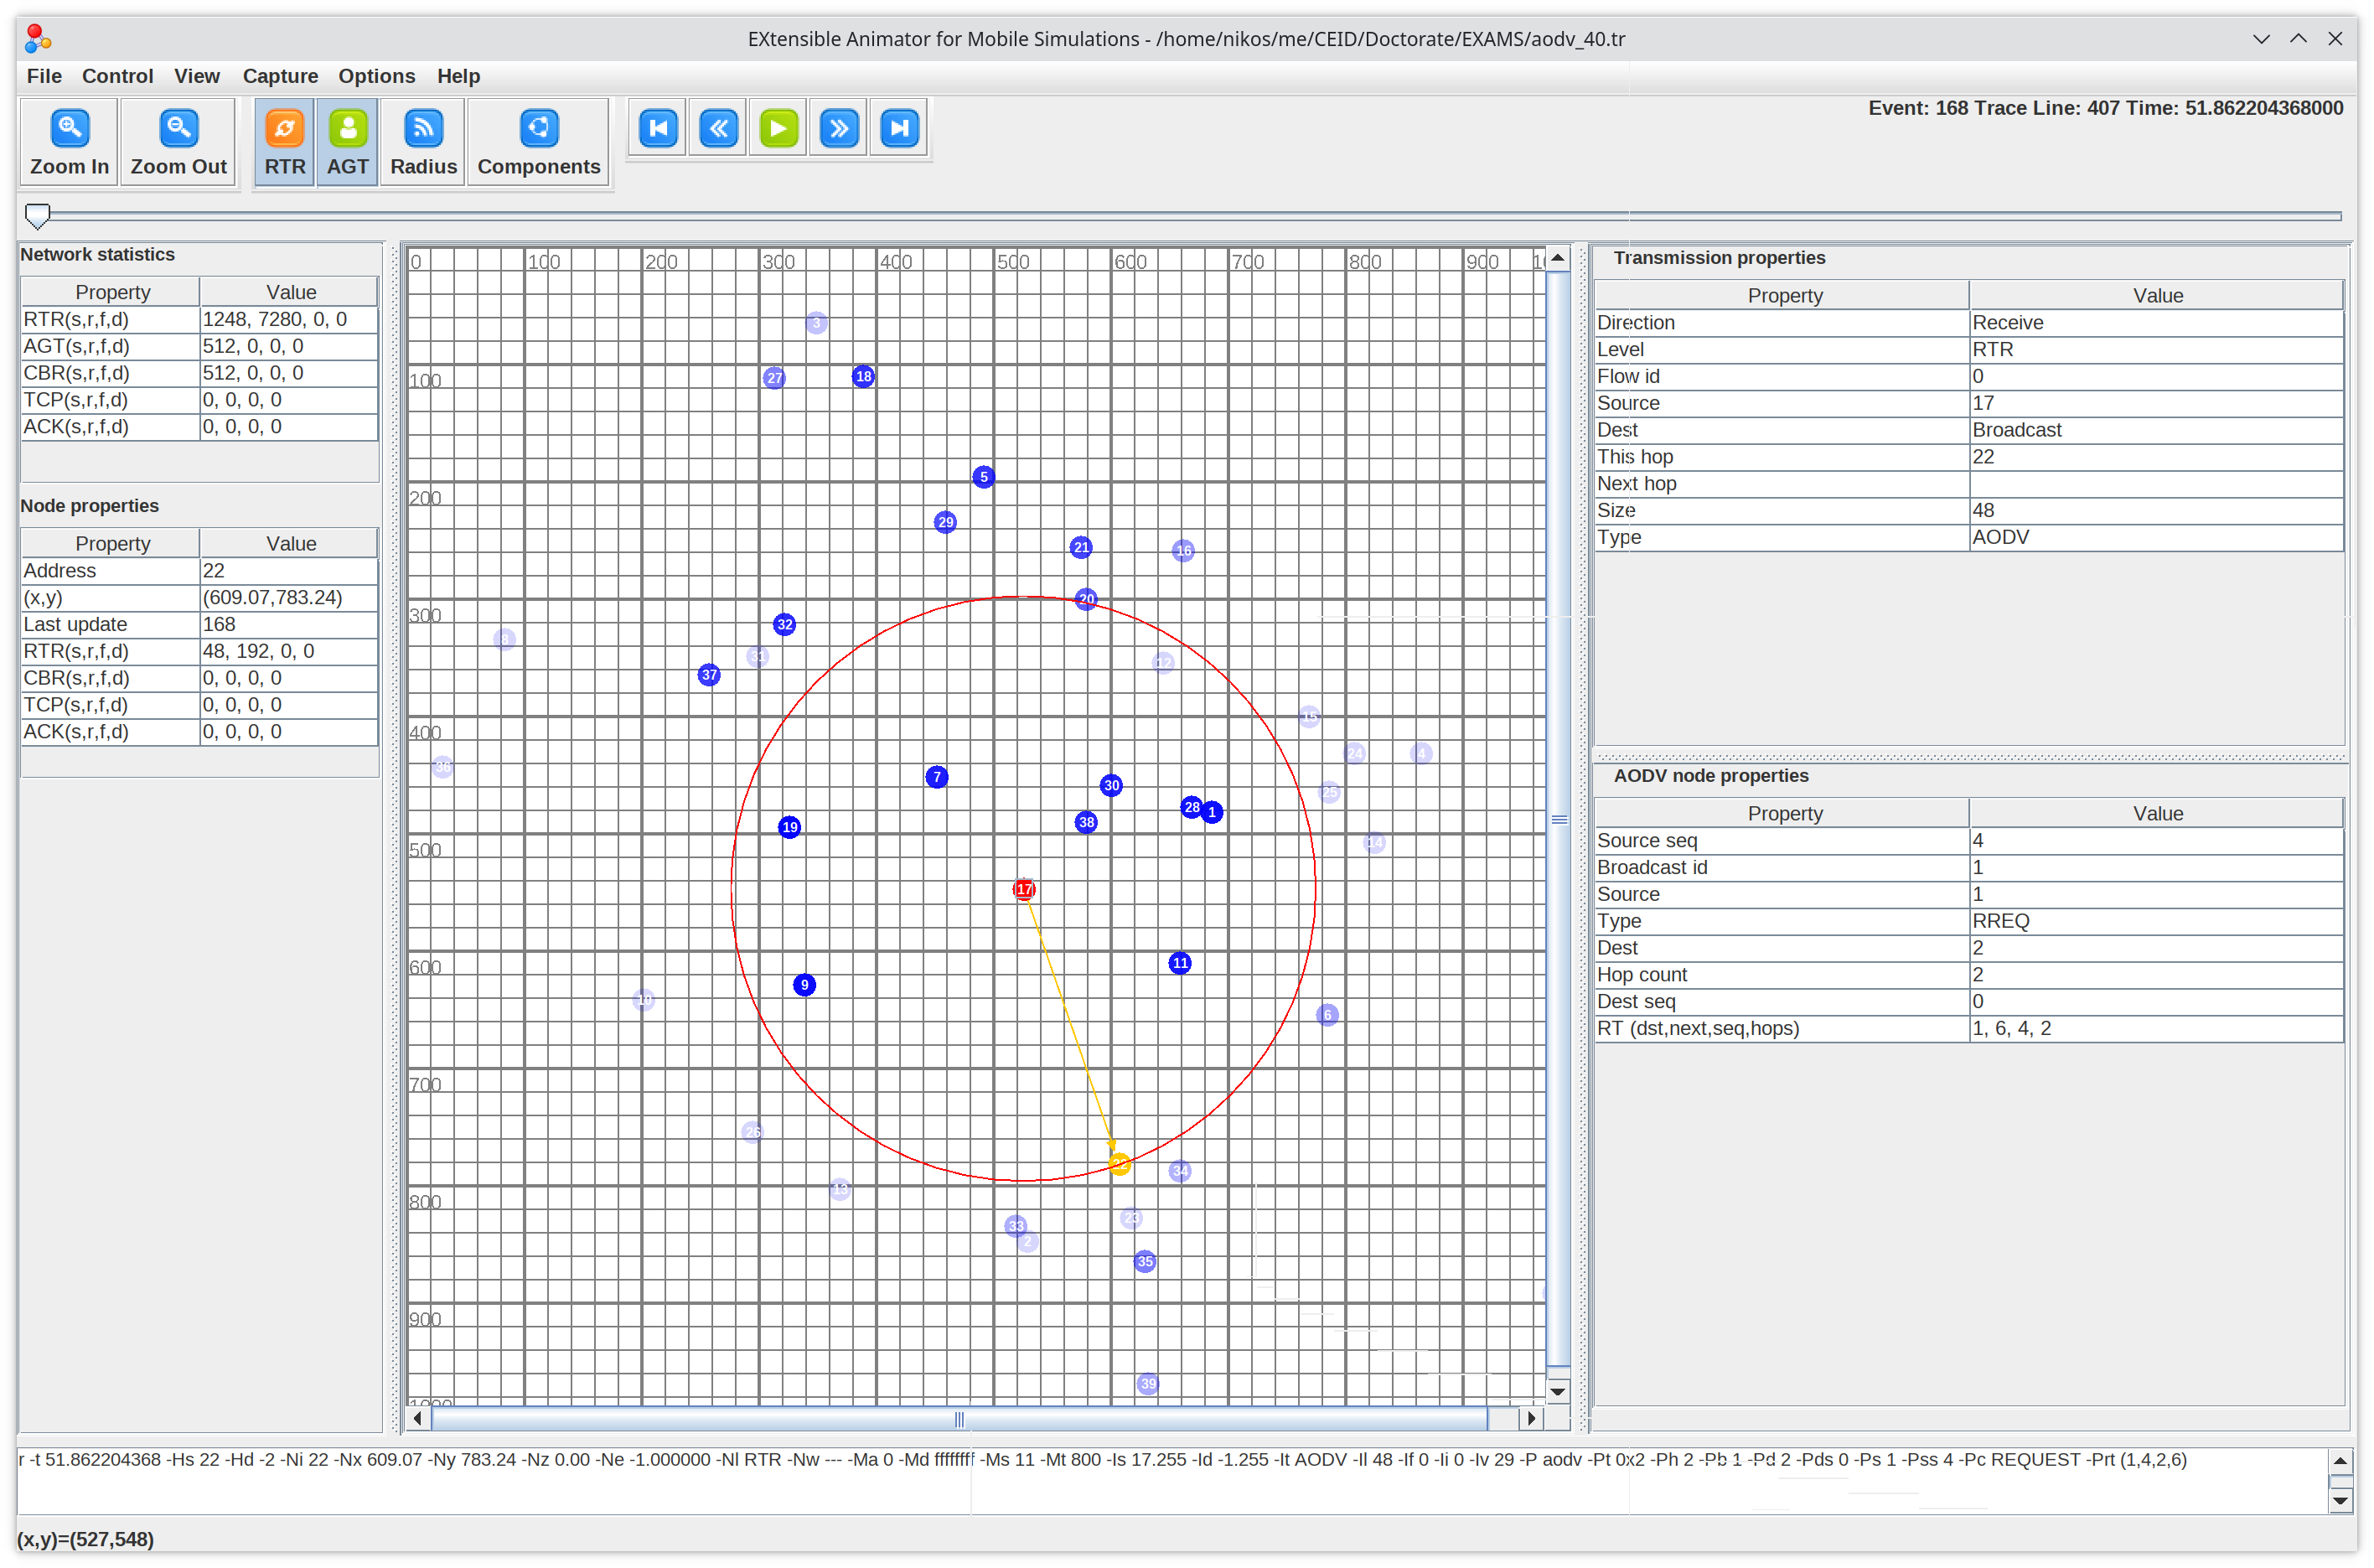 EXtensible Animator for Mobile Simulations - /home/nikos/me/CEID/Doctorate/EXAMS/aodv_40.tr
File Control View Capture Options Help
Event: 168 Trace Line: 407 Time: 51.862204368000
Zoom In Zoom Out RTR AGT Radius Components
Network statistics
Property Value
RTR(s,r,f,d) 1248, 7280, 0, 0
AGT(s,r,f,d) 512, 0, 0, 0
CBR(s,r,f,d) 512, 0, 0, 0
TCP(s,r,f,d) 0, 0, 0, 0
ACK(s,r,f,d) 0, 0, 0, 0
Node properties
Property Value
Address 22
(x,y) (609.07,783.24)
Last update 168
RTR(s,r,f,d) 48, 192, 0, 0
CBR(s,r,f,d) 0, 0, 0, 0
TCP(s,r,f,d) 0, 0, 0, 0
ACK(s,r,f,d) 0, 0, 0, 0
0 100 200 300 400 500 600 700 800 900
3
27 18
100
5
200
29
21 16
20
300
32
8 31 12
37
15
400
24 4
36 7
30 25
28 1
19 38
14
500
17
11
600
9
10
6
700
26
22 34
13
800
23
33
2
35
900
39
1000
Transmission properties
Property Value
Direction Receive
Level RTR
Flow id 0
Source 17
Dest Broadcast
This hop 22
Next hop
Size 48
Type AODV
AODV node properties
Property Value
Source seq 4
Broadcast id 1
Source 1
Type RREQ
Dest 2
Hop count 2
Dest seq 0
RT (dst,next,seq,hops) 1, 6, 4, 2
r -t 51.862204368 -Hs 22 -Hd -2 -Ni 22 -Nx 609.07 -Ny 783.24 -Nz 0.00 -Ne -1.000000 -Nl RTR -Nw --- -Ma 0 -Md ffffffff -Ms 11 -Mt 800 -Is 17.255 -Id -1.255 -It AODV -Il 48 -If 0 -Ii 0 -Iv 29 -P aodv -Pt 0x2 -Ph 2 -Pb 1 -Pd 2 -Pds 0 -Ps 1 -Pss 4 -Pc REQUEST -Prt (1,4,2,6)
(x,y)=(527,548)